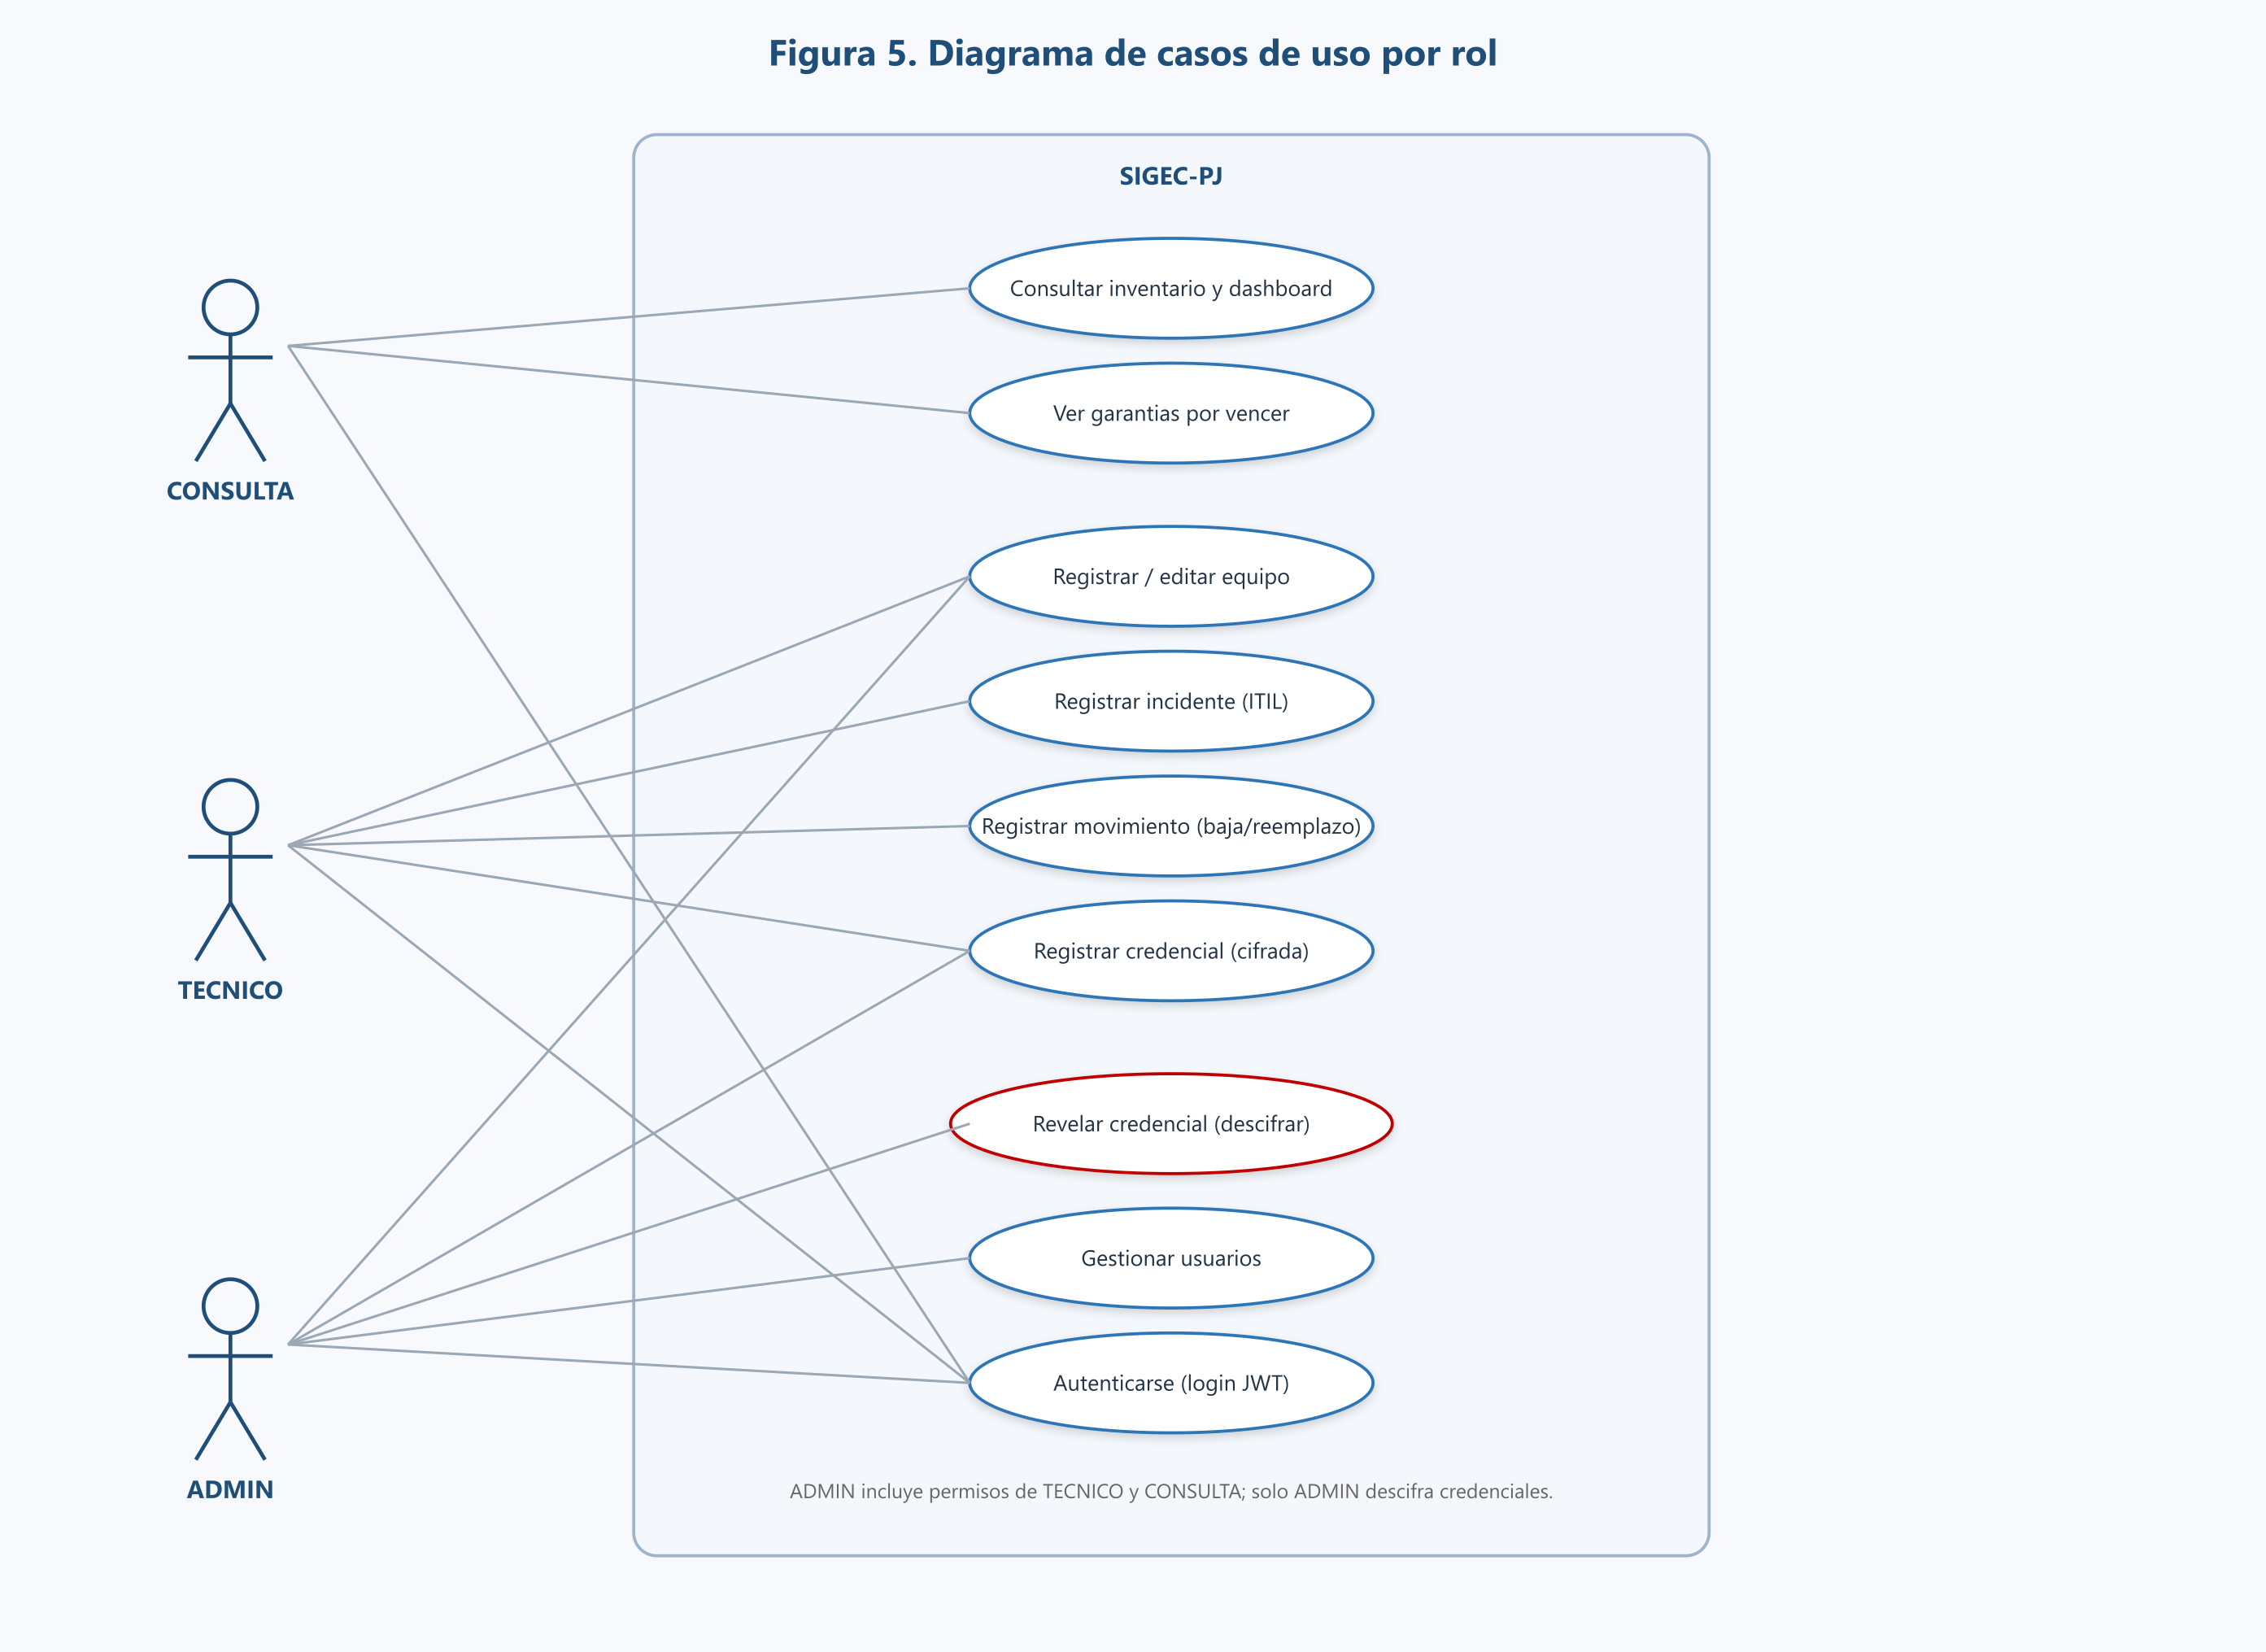 Figura 5. Diagrama de casos de uso por rol
SIGEC-PJ
Consultar inventario y dashboard
Ver garantias por vencer
CONSULTA
Registrar / editar equipo
Registrar incidente (ITIL)
Registrar movimiento (baja/reemplazo)
Registrar credencial (cifrada)
TECNICO
Revelar credencial (descifrar)
Gestionar usuarios
Autenticarse (login JWT)
ADMIN
ADMIN incluye permisos de TECNICO y CONSULTA; solo ADMIN descifra credenciales.